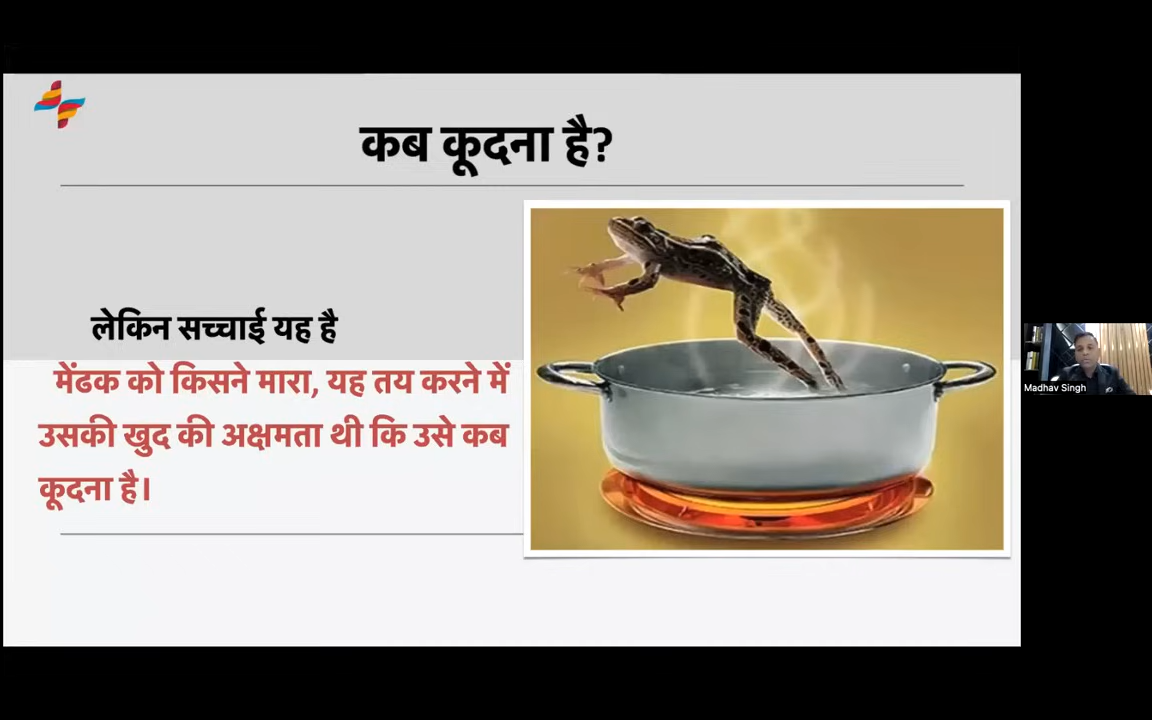 कब कूदना है?
लेकिन सच्चाई यह है
मेंढक को किसने मारा, यह तय करने में
उसकी खुद की अक्षमता थी कि उसे कब
कूदना है।
Madhav Singh